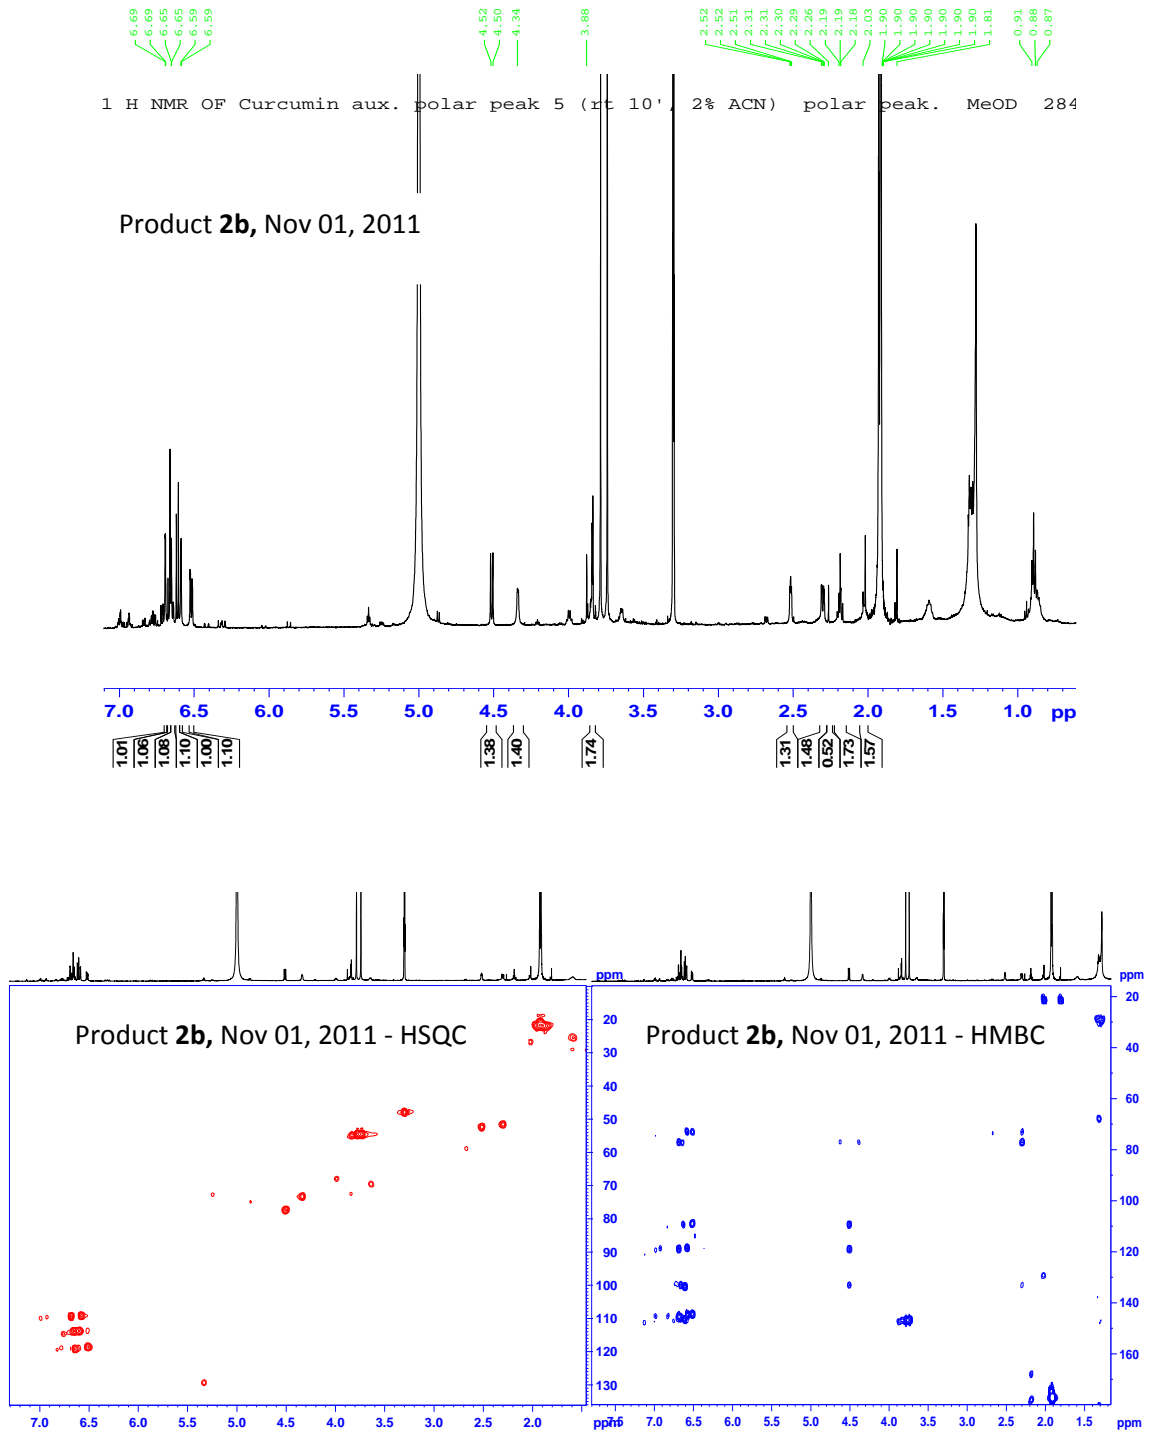 6.69 6.69 6.65 6.65 6.59 6.59 4.52 4.50 4.34 3.88 2.52 2.52 2.51 2.31 2.31 2.30 2.29 2.26 2.19 2.19 2.18 2.03 1.90 1.90 1.90 1.90 1.90 1.90 1.81 0.91 0.88 0.87
1 H NMR OF Curcumin aux. polar peak 5 (rt 10', 2% ACN) polar peak. MeOD 284
Product 2b, Nov 01, 2011
7.0 6.5 6.0 5.5 5.0 4.5 4.0 3.5 3.0 2.5 2.0 1.5 1.0 pp
1.01 1.06 1.08 1.10 1.00 1.10 1.38 1.40 1.74 1.31 1.48 0.52 1.73 1.57
ppm
ppm
Product 2b, Nov 01, 2011 - HSQC
20
30
40
50
60
70
80
90
100
110
120
130
7.0 6.5 6.0 5.5 5.0 4.5 4.0 3.5 3.0 2.5 2.0 ppm
Product 2b, Nov 01, 2011 - HMBC
20
40
60
80
100
120
140
160
7.5 7.0 6.5 6.0 5.5 5.0 4.5 4.0 3.5 3.0 2.5 2.0 1.5 ppm